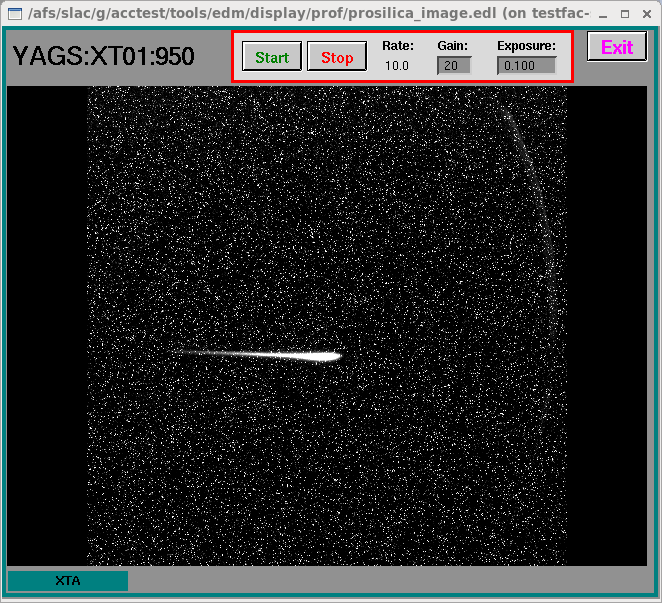 /afs/slac/g/acctest/tools/edm/display/prof/prosilica_image.edl (on testfac-
YAGS:XT01:950
Start
Stop
Rate:
10.0
Gain:
20
Exposure:
0.100
Exit
XTA